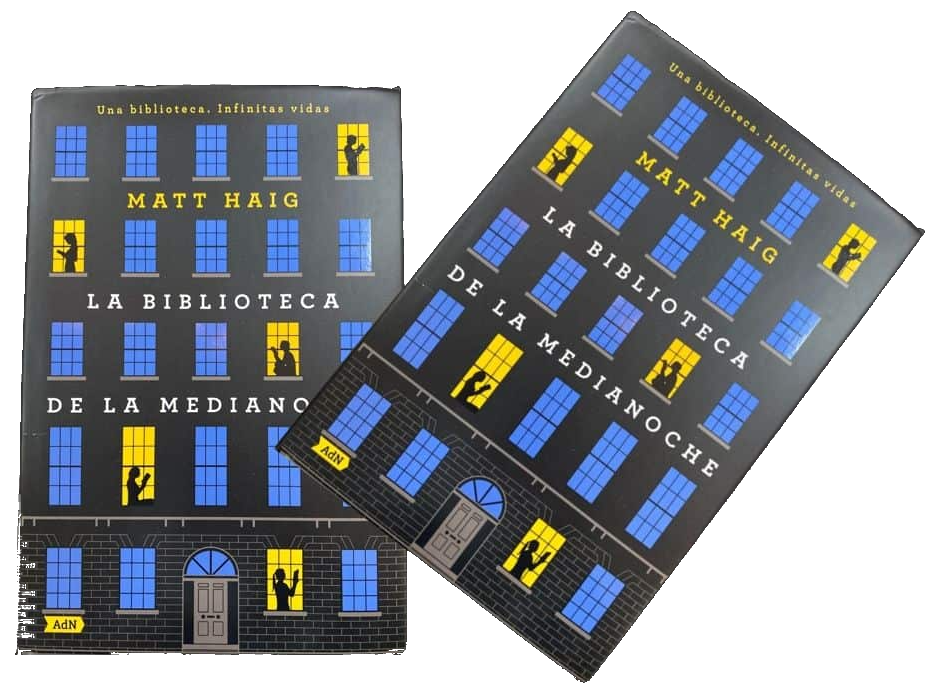 Una biblioteca. Infinitas vidas
MATT HAIG
LA BIBLIOTECA
DE LA MEDIANO
AdN
Una biblioteca. Infinitas vidas
MATT HAIG
LA BIBLIOTECA
DE LA MEDIANOCHE
AdN